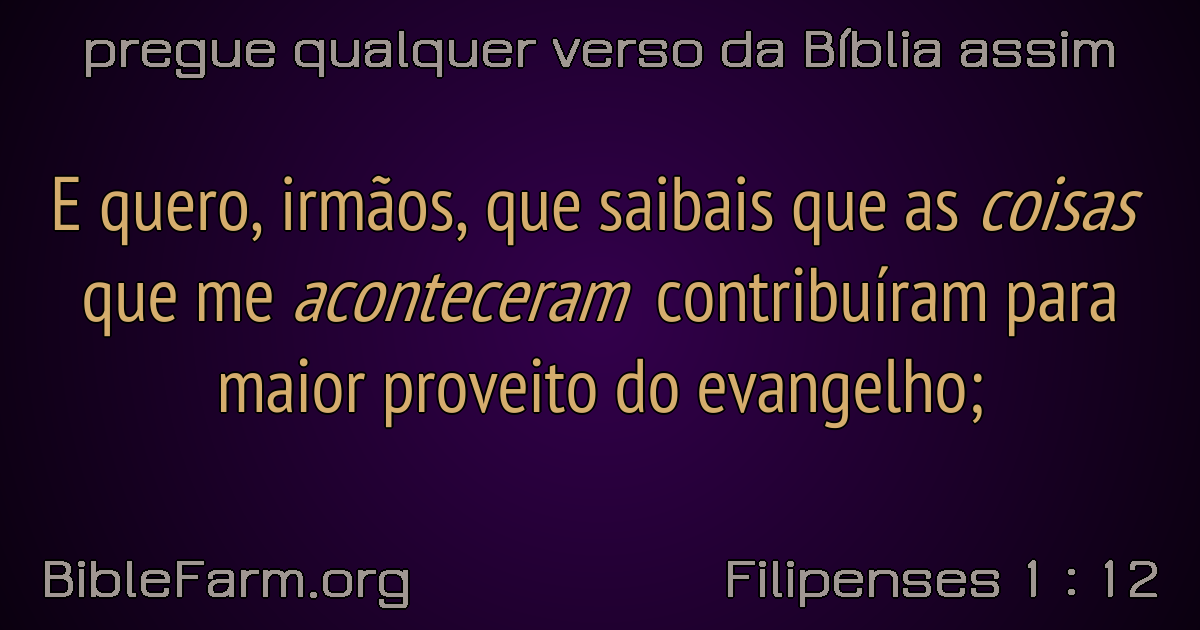 pregue qualquer verso da Bíblia assim
E quero, irmãos, que saibais que as coisas
que me aconteceram contribuíram para
maior proveito do evangelho;
BibleFarm.org
Filipenses 1 : 12